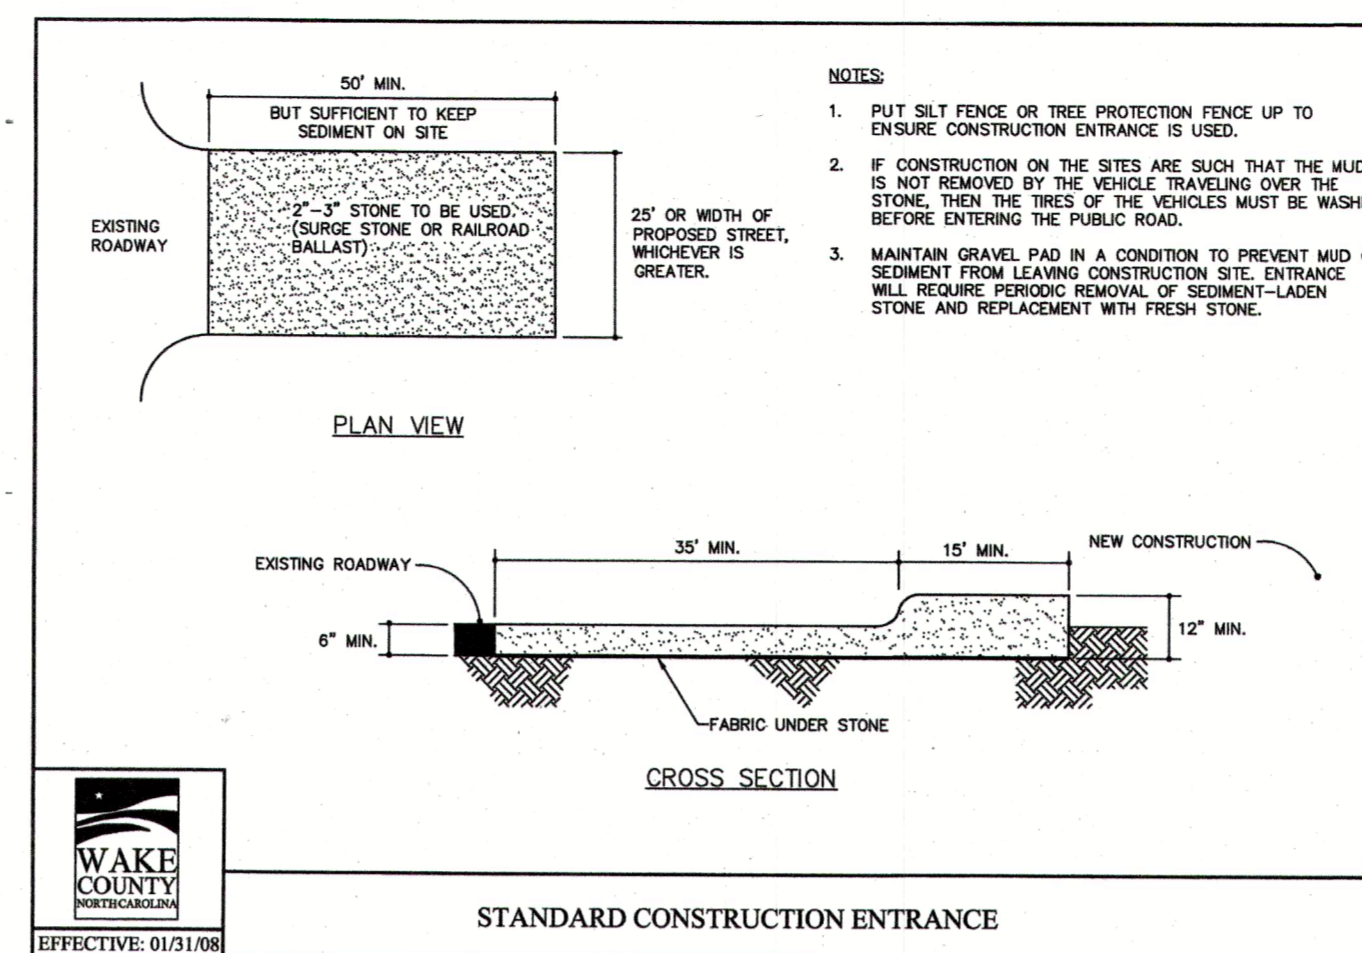 50' MIN.
BUT SUFFICIENT TO KEEP
SEDIMENT ON SITE
EXISTING
ROADWAY
2"-3" STONE TO BE USED.
(SURGE STONE OR RAILROAD
BALLAST)
25' OR WIDTH OF
PROPOSED STREET,
WHICHEVER IS
GREATER.
PLAN VIEW
NOTES:
1. PUT SILT FENCE OR TREE PROTECTION FENCE UP TO
ENSURE CONSTRUCTION ENTRANCE IS USED.
2. IF CONSTRUCTION ON THE SITES ARE SUCH THAT THE MUD
IS NOT REMOVED BY THE VEHICLE TRAVELING OVER THE
STONE, THEN THE TIRES OF THE VEHICLES MUST BE WASH
BEFORE ENTERING THE PUBLIC ROAD.
3. MAINTAIN GRAVEL PAD IN A CONDITION TO PREVENT MUD
SEDIMENT FROM LEAVING CONSTRUCTION SITE. ENTRANCE
WILL REQUIRE PERIODIC REMOVAL OF SEDIMENT-LADEN
STONE AND REPLACEMENT WITH FRESH STONE.
EXISTING ROADWAY
35' MIN.
15' MIN.
NEW CONSTRUCTION
6" MIN.
12" MIN.
FABRIC UNDER STONE
CROSS SECTION
WAKE
COUNTY
NORTH CAROLINA
EFFECTIVE: 01/31/08
STANDARD CONSTRUCTION ENTRANCE